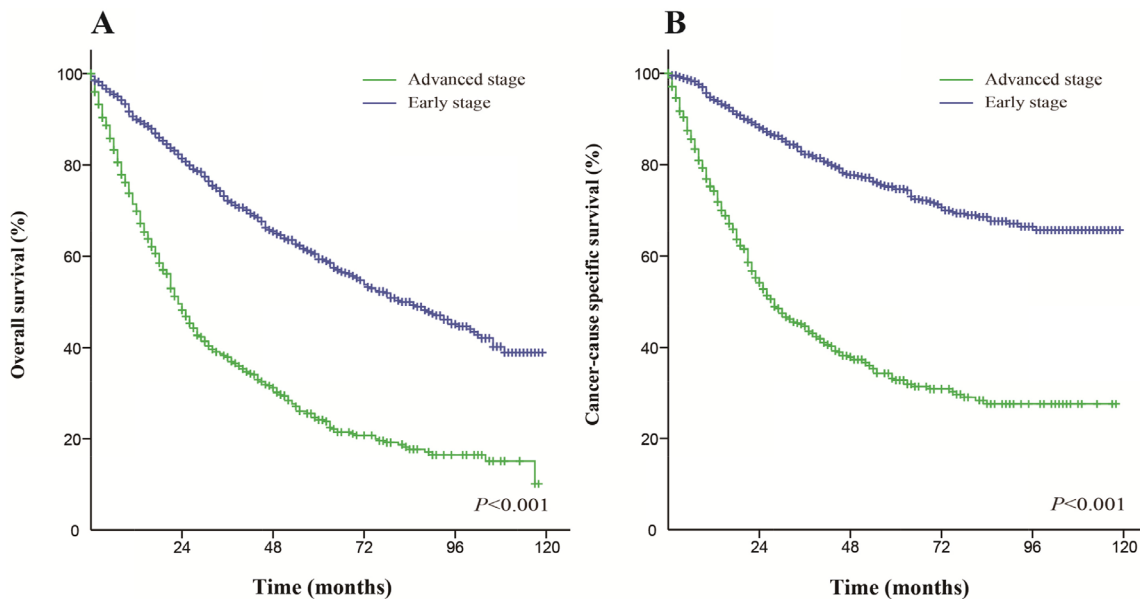 A
Advanced stage
Early stage
100
80
60
40
20
0
Overall survival (%)
P<0.001
24 48 72 96 120
Time (months)
B
Advanced stage
Early stage
100
80
60
40
20
0
Cancer-cause specific survival (%)
P<0.001
24 48 72 96 120
Time (months)